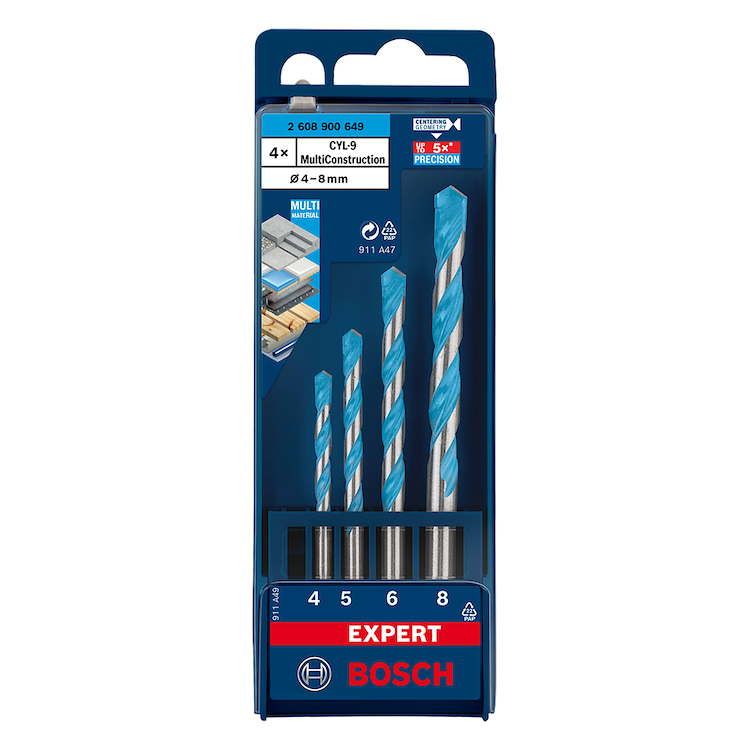 2 608 900 649
4×
CYL-9
MultiConstruction
Ø 4–8 mm
CENTERING
GEOMETRY
UP TO 5×*
PRECISION
MULTI
MATERIAL
22
PAP
911 A47
911 A49
4 5 6 8
22
PAP
EXPERT
BOSCH